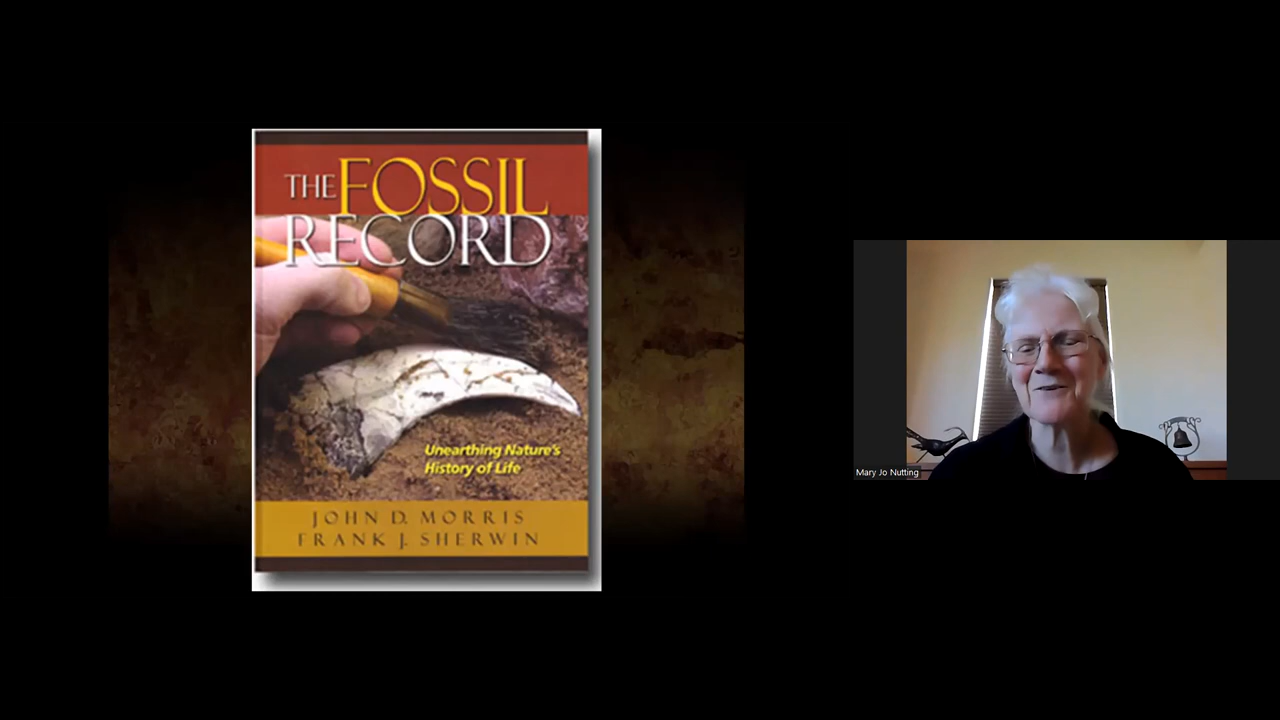 THE FOSSIL
RECORD
Unearthing Nature's
History of Life
JOHN D. MORRIS
FRANK J. SHERWIN
Mary Jo Nutting